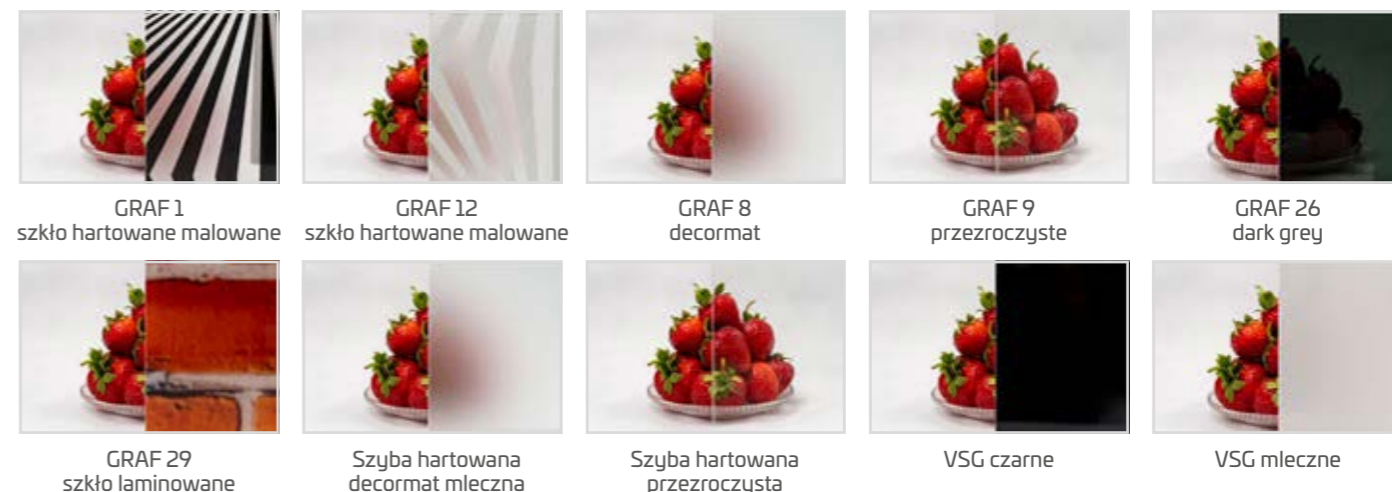 GRAF 1
szkło hartowane malowane
GRAF 12
szkło hartowane malowane
GRAF 8
decormat
GRAF 9
przezroczyste
GRAF 26
dark grey
GRAF 29
szkło laminowane
Szyba hartowana
decormat mleczna
Szyba hartowana
przezroczysta
VSG czarne
VSG mleczne